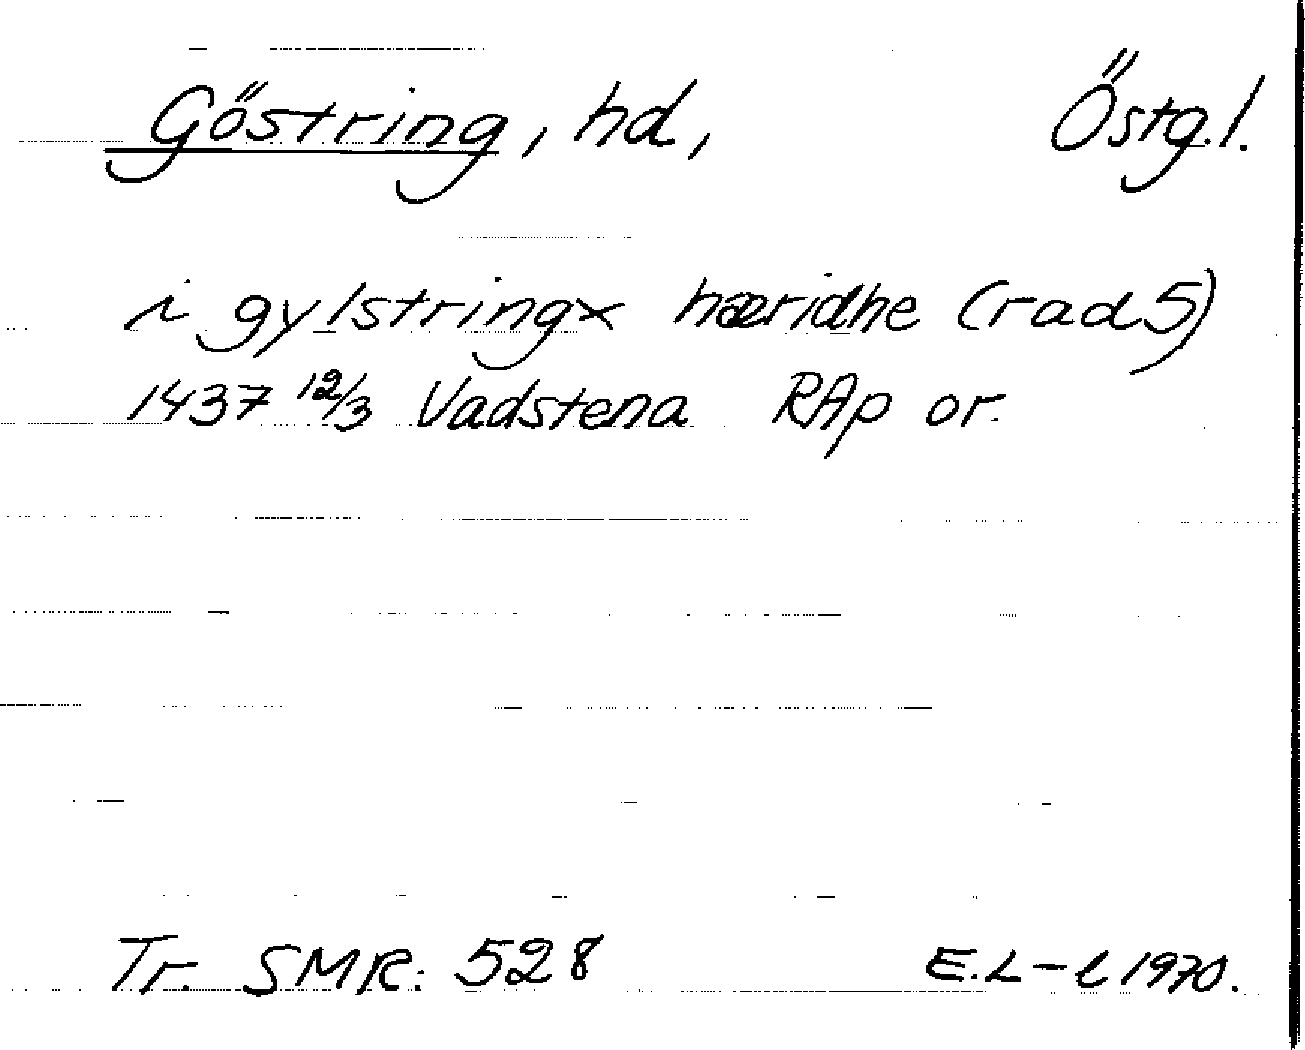 Göstring, hd, Östg.l.
i gylstringx hæridhe (rad 5)
1437 12/3 Vadstena RAp or.
Tr. SMR: 528 E.L-l 1970.